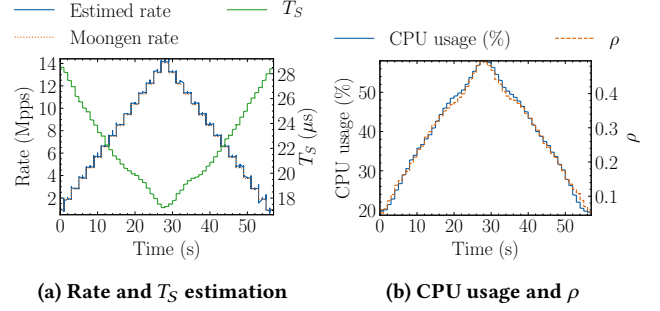 Estimed rate
T_S
Moongen rate
CPU usage (%)
ρ
14
12
10
8
6
4
2
Rate (Mpps)
28
26
24
22
20
18
T_S (μs)
0 10 20 30 40 50
Time (s)
50
40
30
20
CPU usage (%)
0.4
0.3
0.2
0.1
ρ
0 10 20 30 40 50
Time (s)
(a) Rate and T_S estimation
(b) CPU usage and ρ